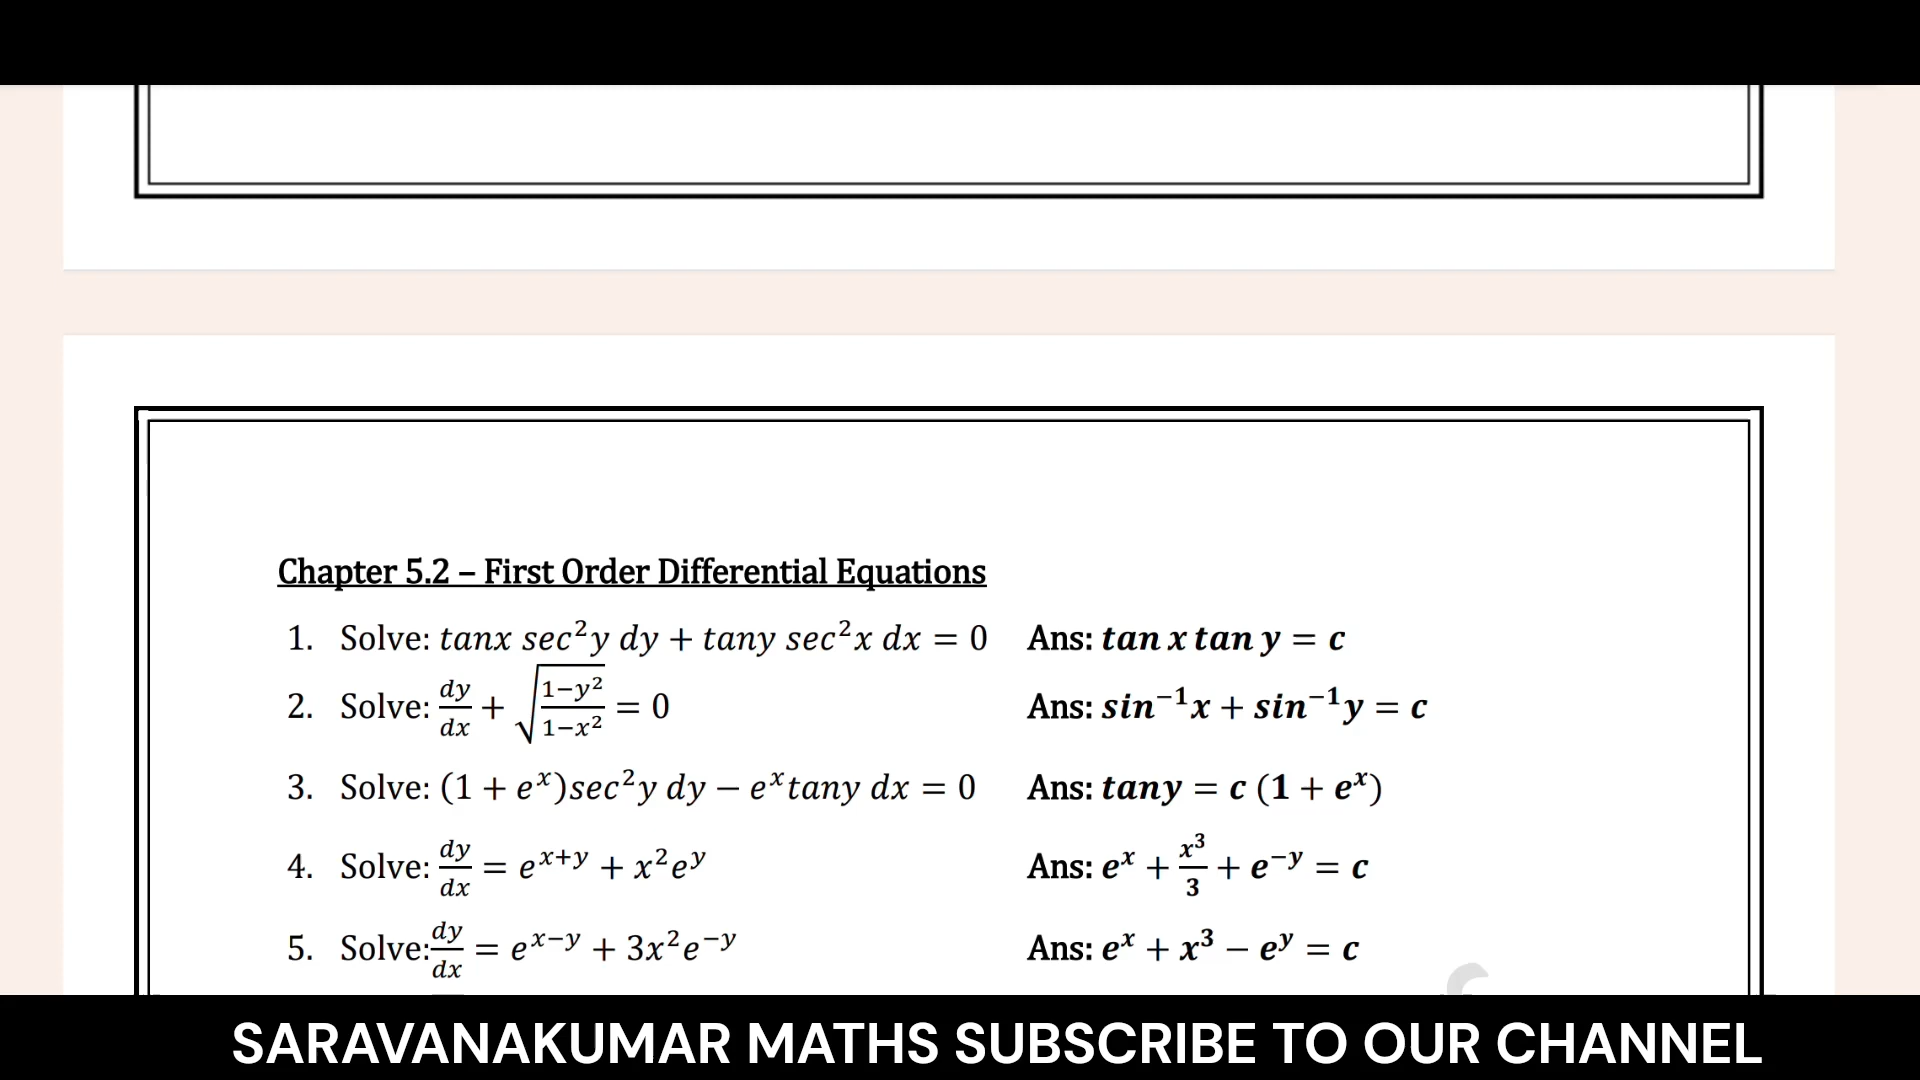 Chapter 5.2 – First Order Differential Equations
1. Solve: tanx sec²y dy + tany sec²x dx = 0 Ans: tan x tan y = c
2. Solve: dy/dx + √((1−y²)/(1−x²)) = 0 Ans: sin⁻¹x + sin⁻¹y = c
3. Solve: (1 + eˣ)sec²y dy − eˣtany dx = 0 Ans: tany = c (1 + eˣ)
4. Solve: dy/dx = eˣ⁺ʸ + x²eʸ Ans: eˣ + x³/3 + e⁻ʸ = c
5. Solve: dy/dx = eˣ⁻ʸ + 3x²e⁻ʸ Ans: eˣ + x³ − eʸ = c
SARAVANAKUMAR MATHS SUBSCRIBE TO OUR CHANNEL